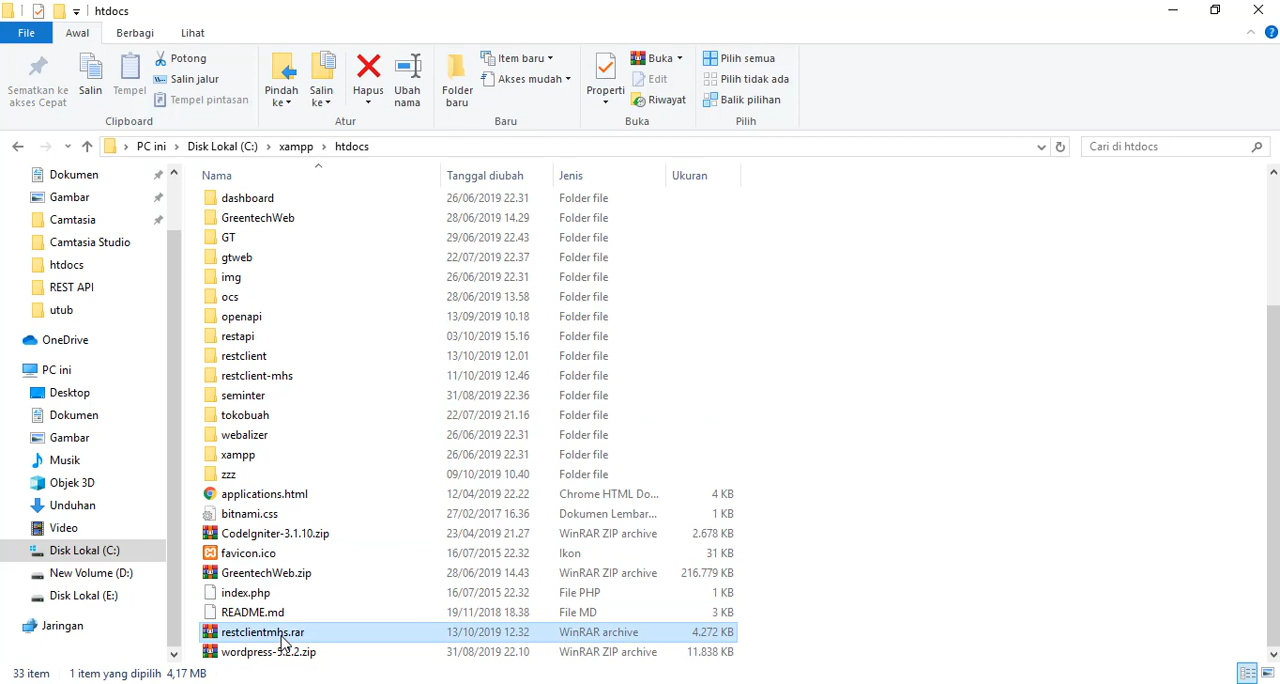 htdocs
File Awal Berbagi Lihat
Sematkan ke akses Cepat
Salin
Tempel
Potong
Salin jalur
Tempel pintasan
Clipboard
Pindah ke
Salin ke
Hapus
Ubah nama
Atur
Folder baru
Item baru
Akses mudah
Baru
Properti
Buka
Edit
Riwayat
Buka
Pilih semua
Pilih tidak ada
Balik pilihan
Pilih
PC ini > Disk Lokal (C:) > xampp > htdocs
Cari di htdocs
Dokumen
Gambar
Camtasia
Camtasia Studio
htdocs
REST API
utub
OneDrive
PC ini
Desktop
Dokumen
Gambar
Musik
Objek 3D
Unduhan
Video
Disk Lokal (C:)
New Volume (D:)
Disk Lokal (E:)
Jaringan
Nama Tanggal diubah Jenis Ukuran
dashboard 26/06/2019 22.31 Folder file
GreentechWeb 28/06/2019 14.29 Folder file
GT 29/06/2019 22.43 Folder file
gtweb 22/07/2019 22.37 Folder file
img 26/06/2019 22.31 Folder file
ocs 28/06/2019 13.58 Folder file
openapi 13/09/2019 10.18 Folder file
restapi 03/10/2019 15.16 Folder file
restclient 13/10/2019 12.01 Folder file
restclient-mhs 11/10/2019 12.46 Folder file
seminter 31/08/2019 22.36 Folder file
tokobuah 22/07/2019 21.16 Folder file
webalizer 26/06/2019 22.31 Folder file
xampp 26/06/2019 22.31 Folder file
zzz 09/10/2019 10.40 Folder file
applications.html 12/04/2019 22.22 Chrome HTML Do... 4 KB
bitnami.css 27/02/2017 16.36 Dokumen Lembar... 1 KB
CodeIgniter-3.1.10.zip 23/04/2019 21.27 WinRAR ZIP archive 2.678 KB
favicon.ico 16/07/2015 22.32 Ikon 31 KB
GreentechWeb.zip 28/06/2019 14.43 WinRAR ZIP archive 216.779 KB
index.php 16/07/2015 22.32 File PHP 1 KB
README.md 19/11/2018 18.38 File MD 3 KB
restclientmhs.rar 13/10/2019 12.32 WinRAR archive 4.272 KB
wordpress-5.2.2.zip 31/08/2019 22.10 WinRAR ZIP archive 11.838 KB
33 item 1 item yang dipilih 4,17 MB